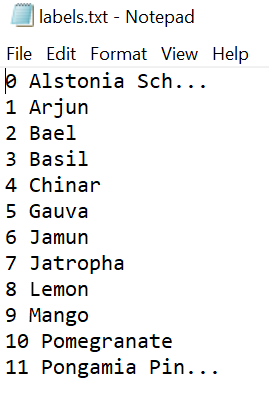 labels.txt - Notepad
File Edit Format View Help
0 Alstonia Sch...
1 Arjun
2 Bael
3 Basil
4 Chinar
5 Gauva
6 Jamun
7 Jatropha
8 Lemon
9 Mango
10 Pomegranate
11 Pongamia Pin...